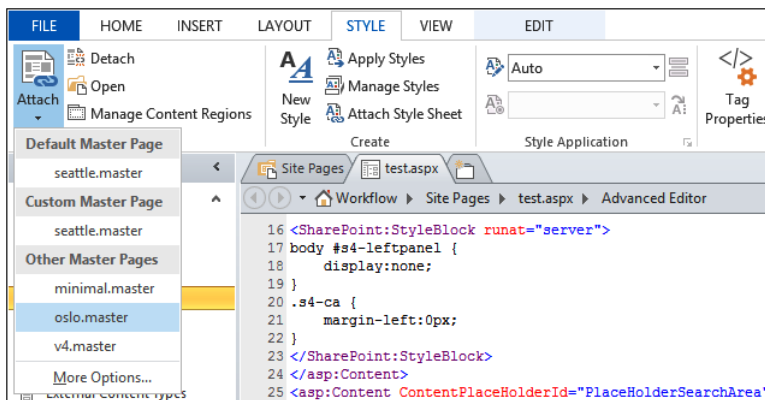 FILE HOME INSERT LAYOUT STYLE VIEW EDIT
Attach
Detach
Open
Manage Content Regions
New Style
Apply Styles
Manage Styles
Attach Style Sheet
Create
Auto
Style Application
Tag Properties
Default Master Page
seattle.master
Custom Master Page
seattle.master
Other Master Pages
minimal.master
oslo.master
v4.master
More Options...
External Content Types
Site Pages test.aspx
Workflow Site Pages test.aspx Advanced Editor
16 <SharePoint:StyleBlock runat="server">
17 body #s4-leftpanel {
18 display:none;
19 }
20 .s4-ca {
21 margin-left:0px;
22 }
23 </SharePoint:StyleBlock>
24 </asp:Content>
25 <asp:Content ContentPlaceHolderId="PlaceHolderSearchArea"